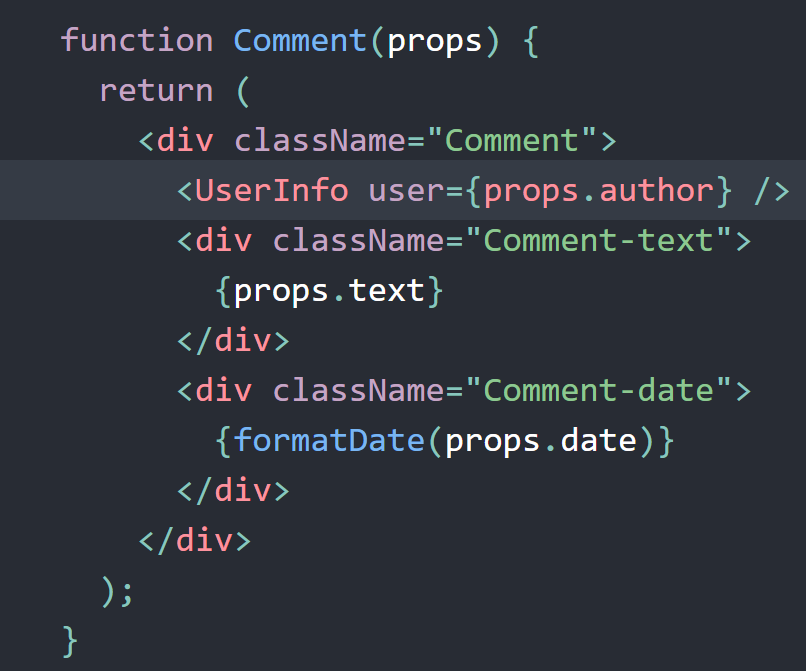 function Comment(props) {
  return (
    <div className="Comment">
      <UserInfo user={props.author} />
      <div className="Comment-text">
        {props.text}
      </div>
      <div className="Comment-date">
        {formatDate(props.date)}
      </div>
    </div>
  );
}